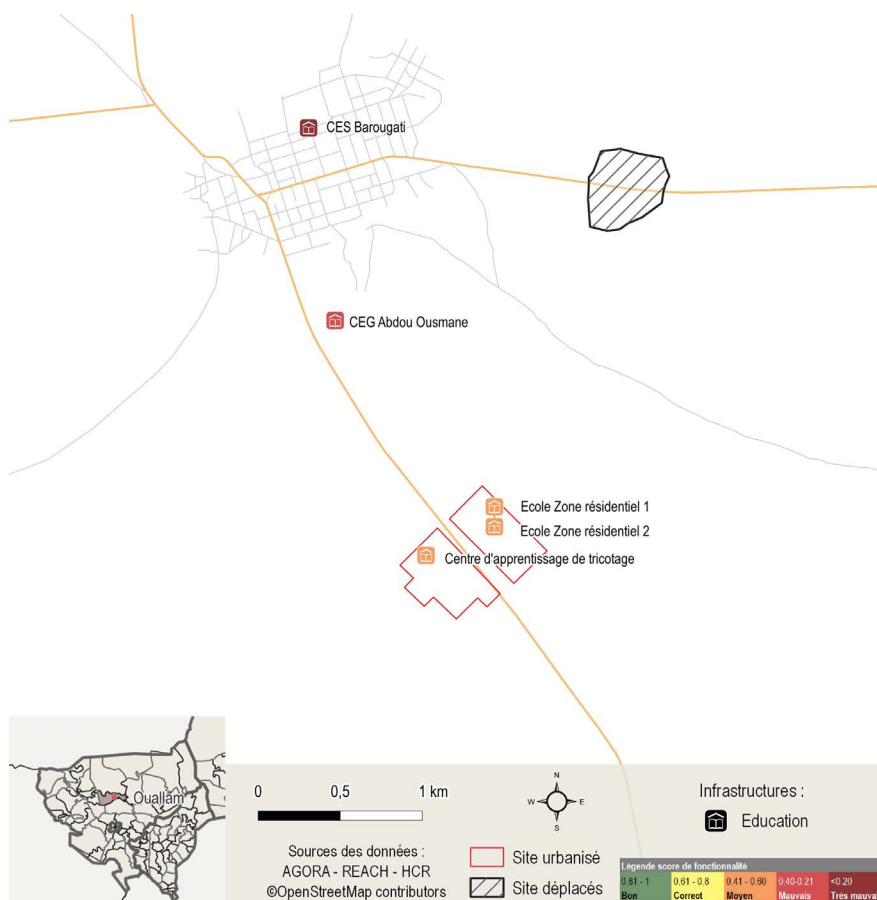 CES Barougati
CEG Abdou Ousmane
Ecole Zone résidentiel 1
Ecole Zone résidentiel 2
Centre d'apprentissage de tricotage
Ouallam
0 0,5 1 km
Sources des données :
AGORA - REACH - HCR
©OpenStreetMap contributors
N
W E
S
Site urbanisé
Site déplacés
Infrastructures :
Education
Légende score de fonctionnalité
0.81 - 1 0.61 - 0.8 0.41 - 0.60 0.40-0.21 <0.20
Bon Correct Moyen Mauvais Très mauva